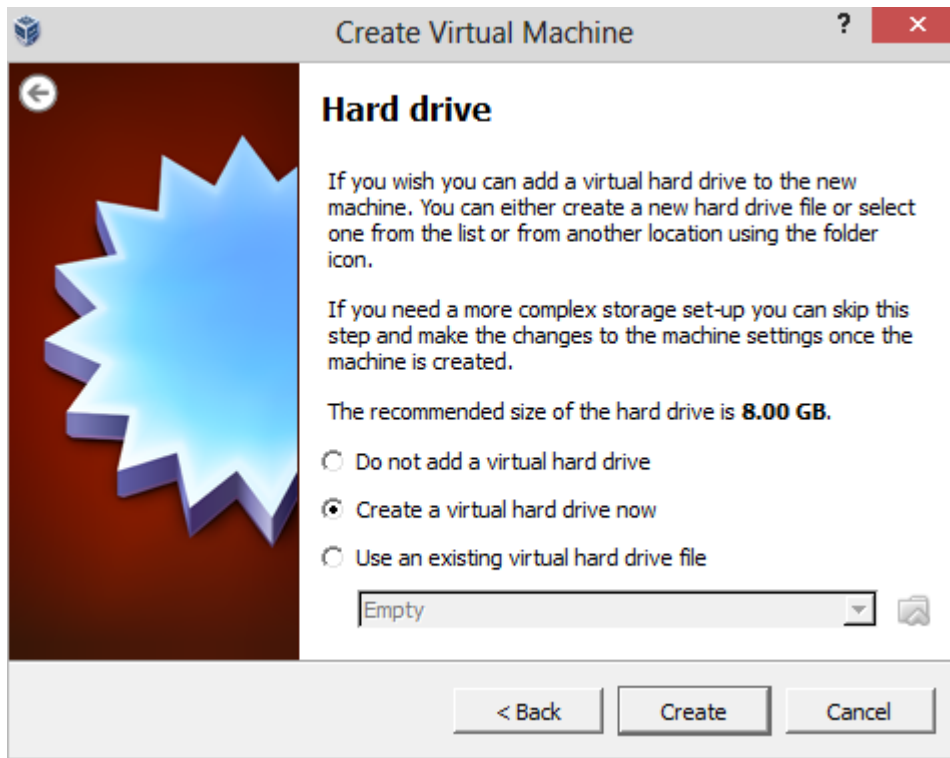 Create Virtual Machine
?
Hard drive
If you wish you can add a virtual hard drive to the new
machine. You can either create a new hard drive file or select
one from the list or from another location using the folder
icon.
If you need a more complex storage set-up you can skip this
step and make the changes to the machine settings once the
machine is created.
The recommended size of the hard drive is 8.00 GB.
Do not add a virtual hard drive
Create a virtual hard drive now
Use an existing virtual hard drive file
Empty
< Back Create Cancel